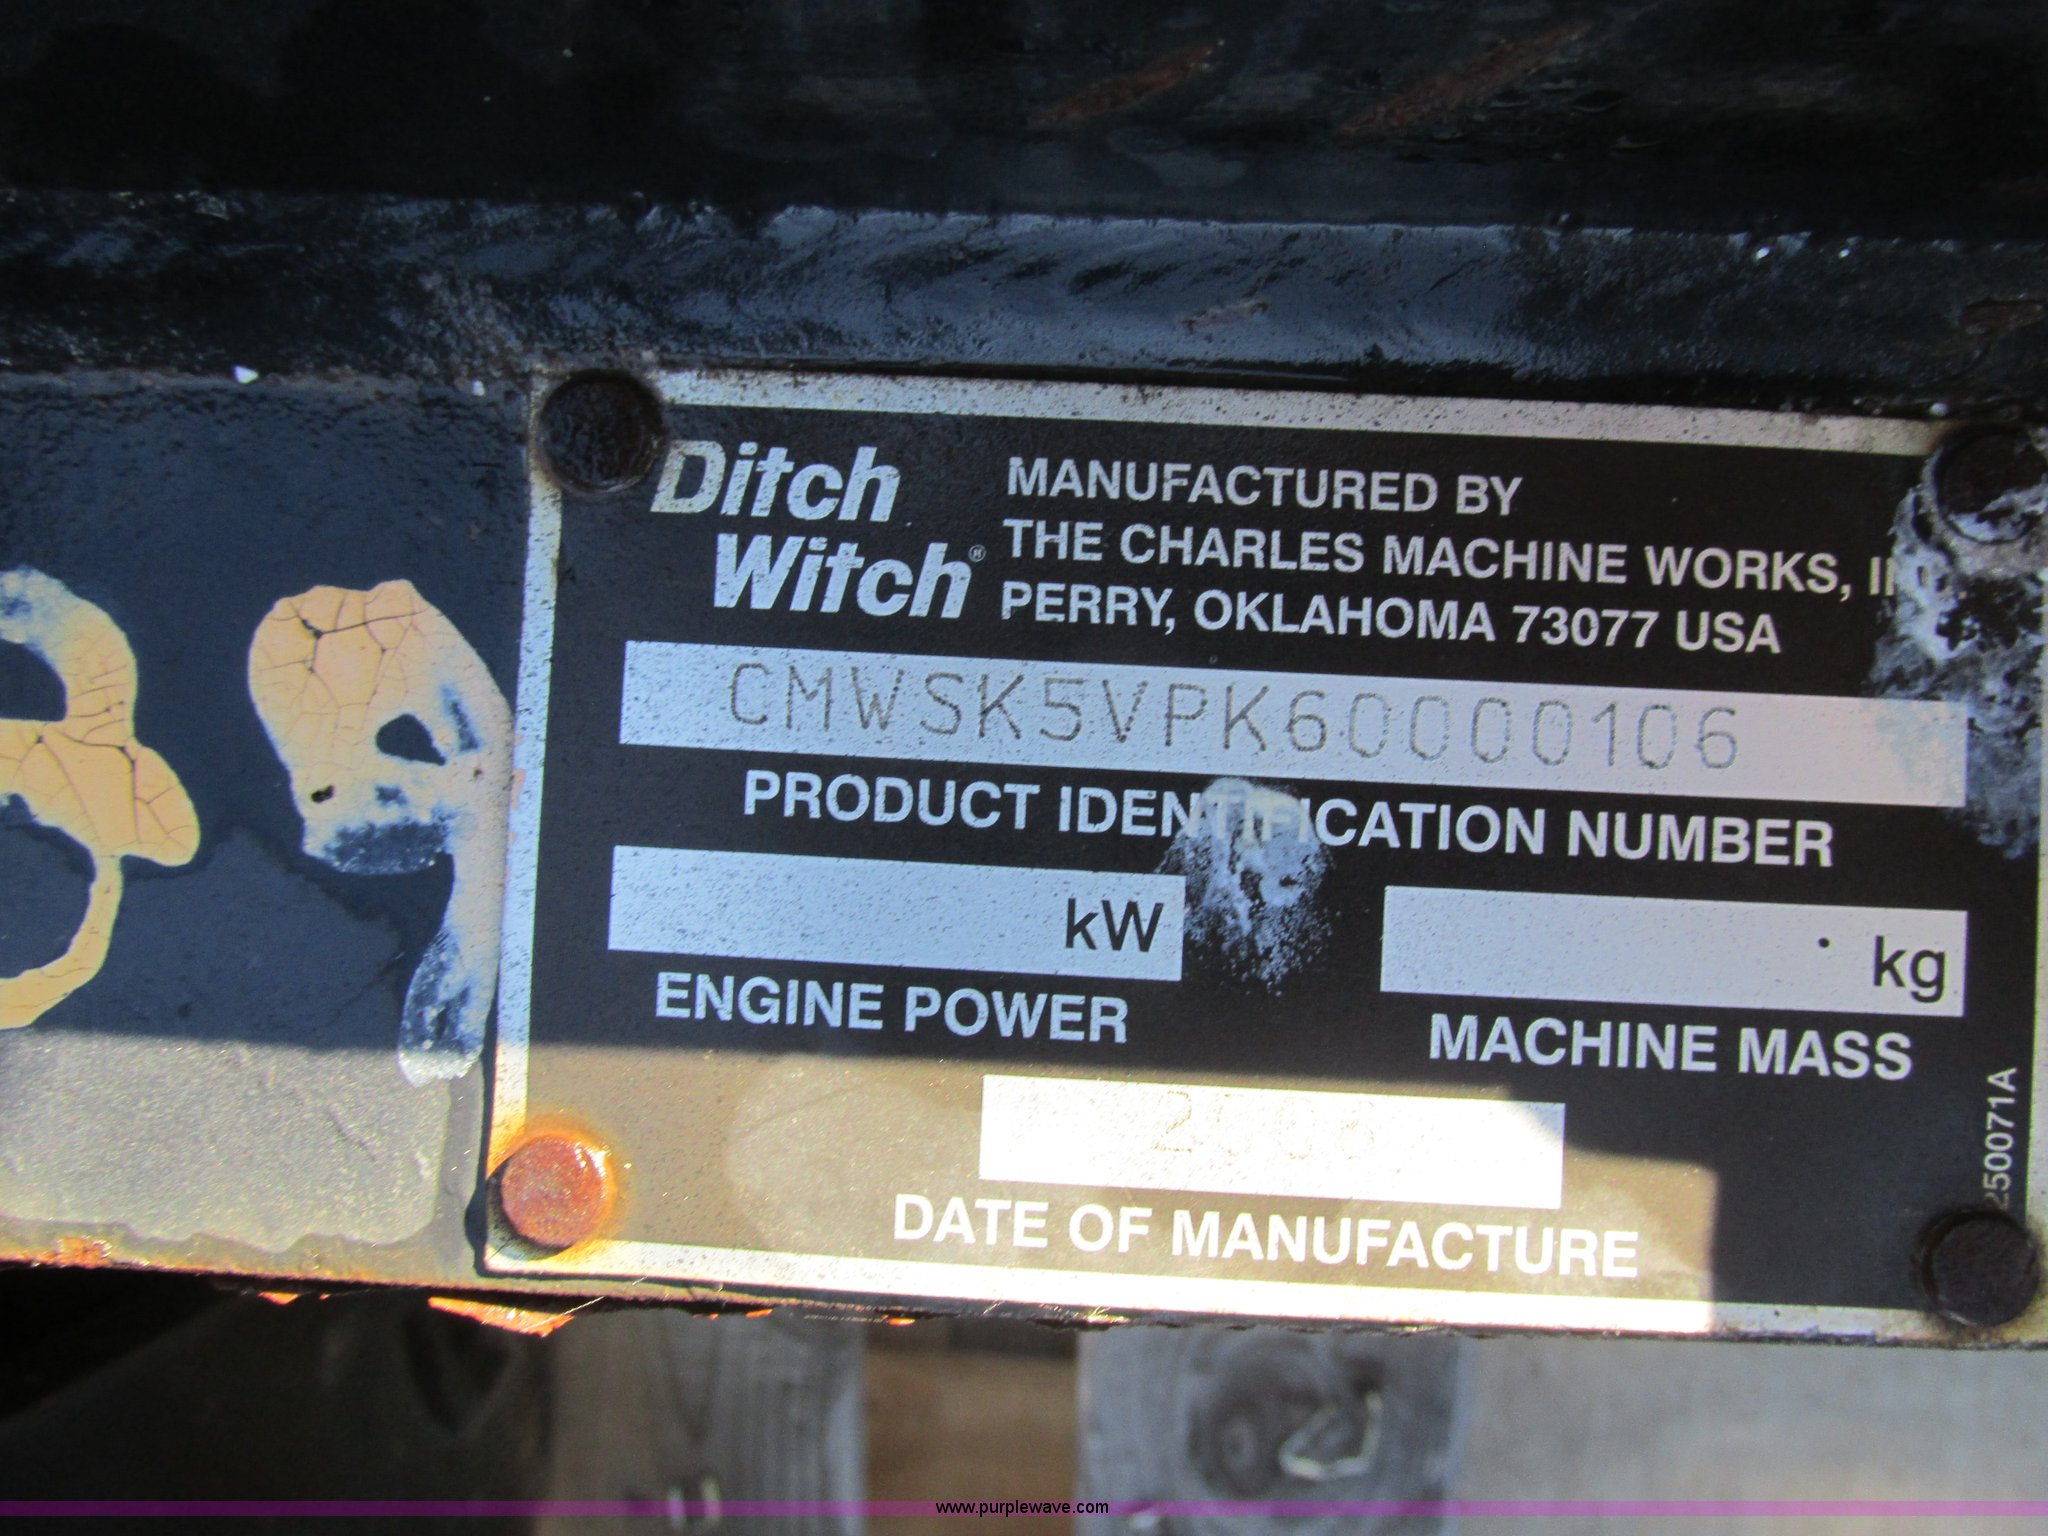 Ditch
Witch®
MANUFACTURED BY
THE CHARLES MACHINE WORKS,
PERRY, OKLAHOMA 73077 USA
CMWSK5VPK60000106
PRODUCT IDENTIFICATION NUMBER
kW
ENGINE POWER
kg
MACHINE MASS
DATE OF MANUFACTURE
250071A
www.purplewave.com